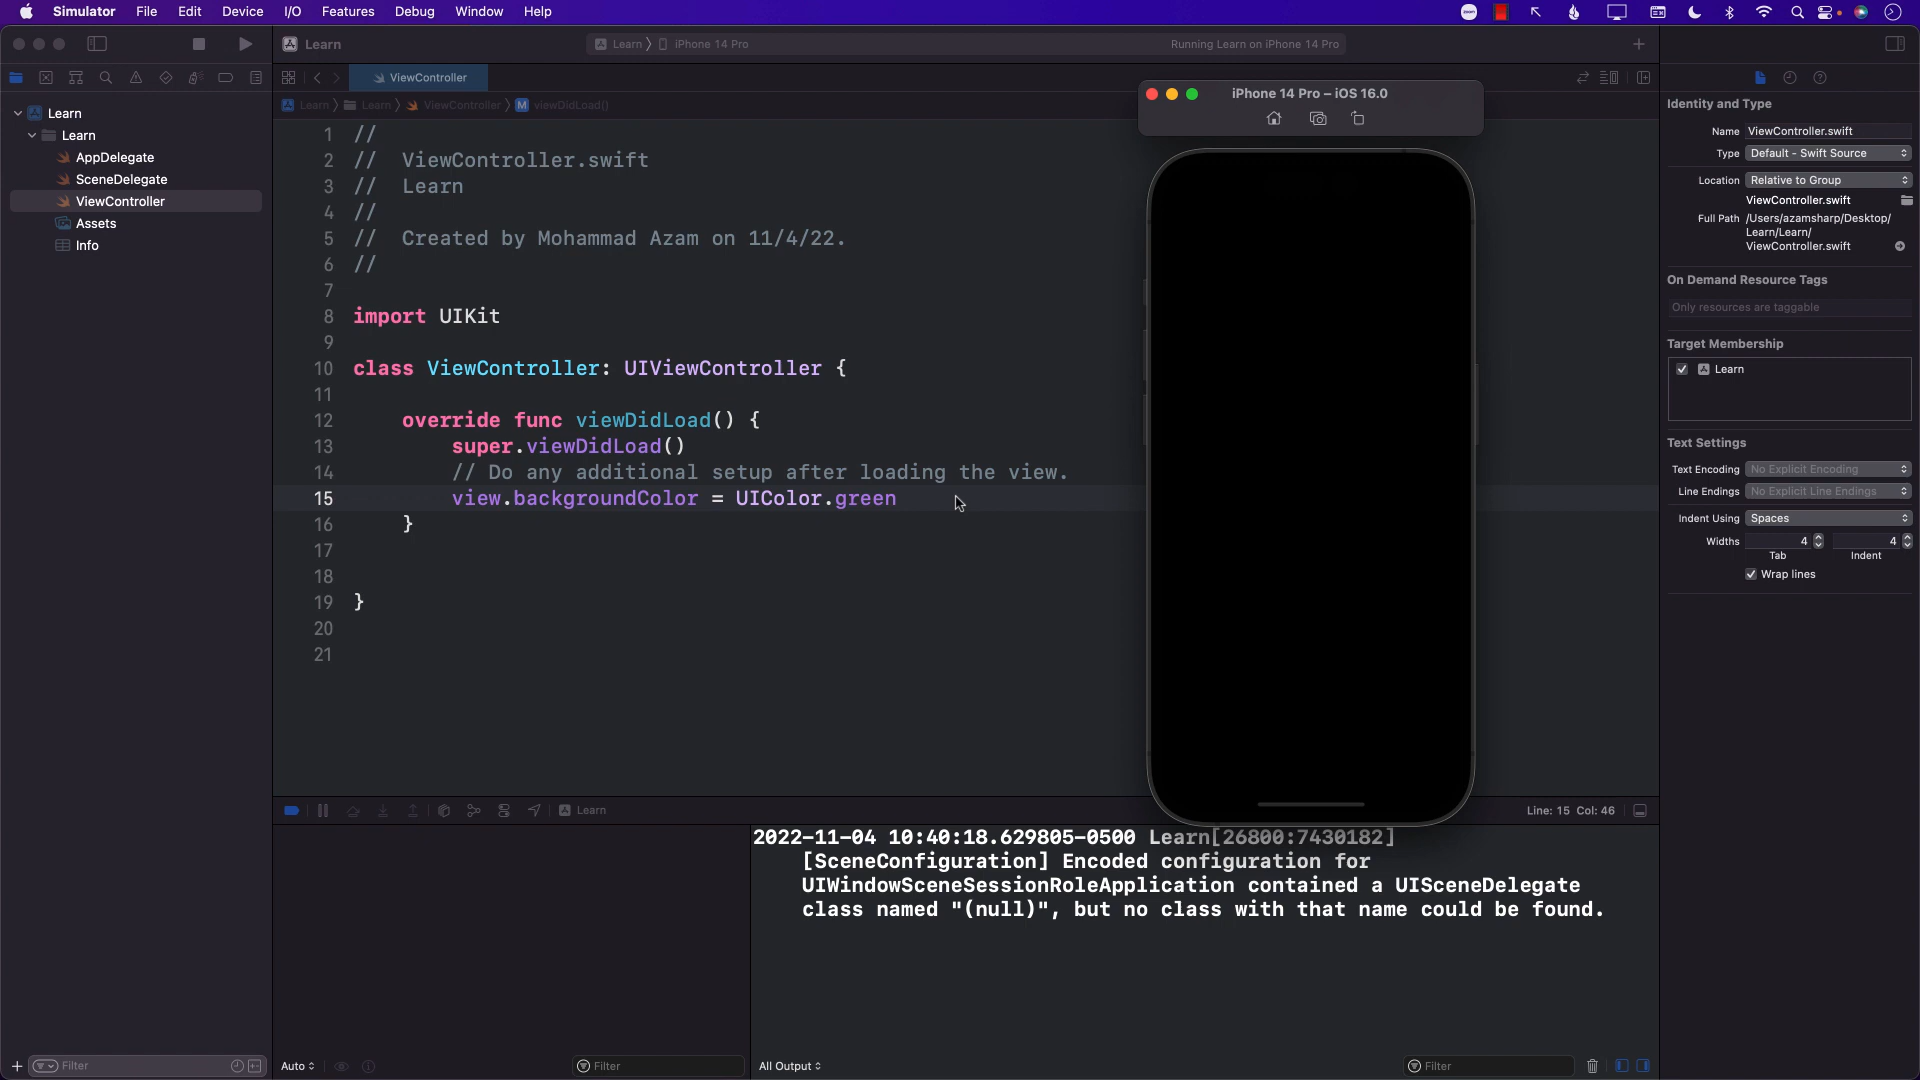 Simulator File Edit Device I/O Features Debug Window Help
Learn
Learn iPhone 14 Pro
Running Learn on iPhone 14 Pro
ViewController
Learn Learn ViewController M viewDidLoad()
Learn
Learn
AppDelegate
SceneDelegate
ViewController
Assets
Info
1 //
2 // ViewController.swift
3 // Learn
4 //
5 // Created by Mohammad Azam on 11/4/22.
6 //
7
8 import UIKit
9
10 class ViewController: UIViewController {
11
12 override func viewDidLoad() {
13 super.viewDidLoad()
14 // Do any additional setup after loading the view.
15 view.backgroundColor = UIColor.green
16 }
17
18
19 }
20
21
iPhone 14 Pro – iOS 16.0
Identity and Type
Name ViewController.swift
Type Default - Swift Source
Location Relative to Group
ViewController.swift
Full Path /Users/azamsharp/Desktop/
Learn/Learn/
ViewController.swift
On Demand Resource Tags
Only resources are taggable
Target Membership
Learn
Text Settings
Text Encoding No Explicit Encoding
Line Endings No Explicit Line Endings
Indent Using Spaces
Widths 4 4
Tab Indent
Wrap lines
Learn
Line: 15 Col: 46
2022-11-04 10:40:18.629805-0500 Learn[26800:7430182]
[SceneConfiguration] Encoded configuration for
UIWindowSceneSessionRoleApplication contained a UISceneDelegate
class named "(null)", but no class with that name could be found.
Filter
Auto
Filter
All Output
Filter